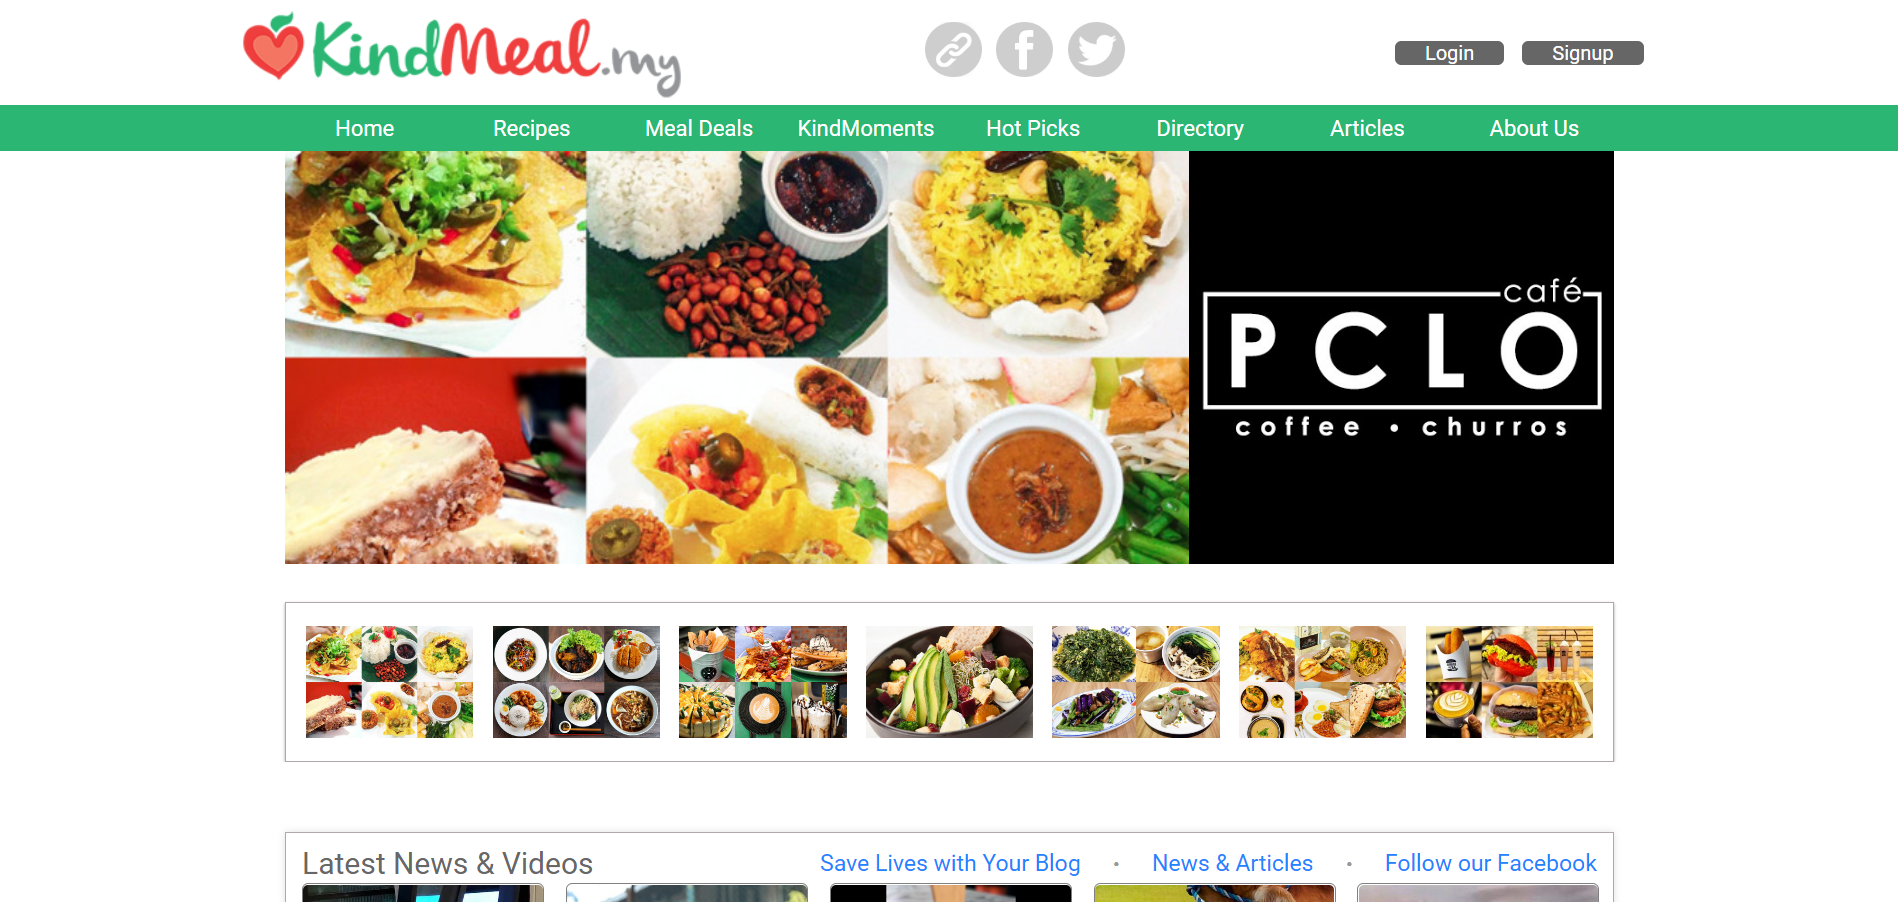 KindMeal.my
Login
Signup
Home
Recipes
Meal Deals
KindMoments
Hot Picks
Directory
Articles
About Us
café
PCLO
coffee • churros
Latest News & Videos
Save Lives with Your Blog • News & Articles • Follow our Facebook